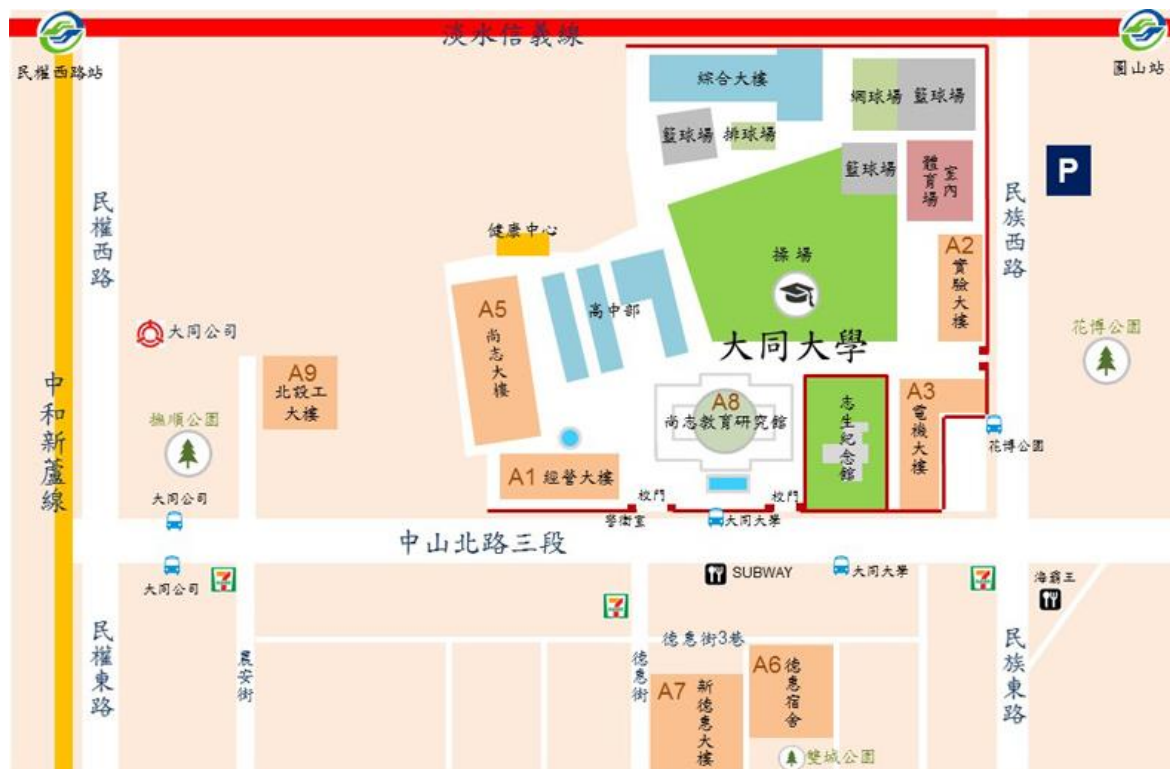 淡水信義線
民權西路站
圓山站
綜合大樓
網球場
籃球場
籃球場
排球場
籃球場
室內
體育場
P
民權西路
民族西路
健康中心
操場
A2
實驗大樓
A5
尚志大樓
高中部
大同公司
大同大學
花博公園
A9
北設工
大樓
A8
尚志教育研究館
志生紀念館
A3
電機大樓
中和新蘆線
撫順公園
花博公園
A1 經營大樓
大同公司
校門
校門
警衛室
大同大學
中山北路三段
大同公司
SUBWAY
大同大學
海霸王
民權東路
農安街
德惠街3巷
德惠街
A6
德惠宿舍
A7
新德惠大樓
民族東路
雙城公園